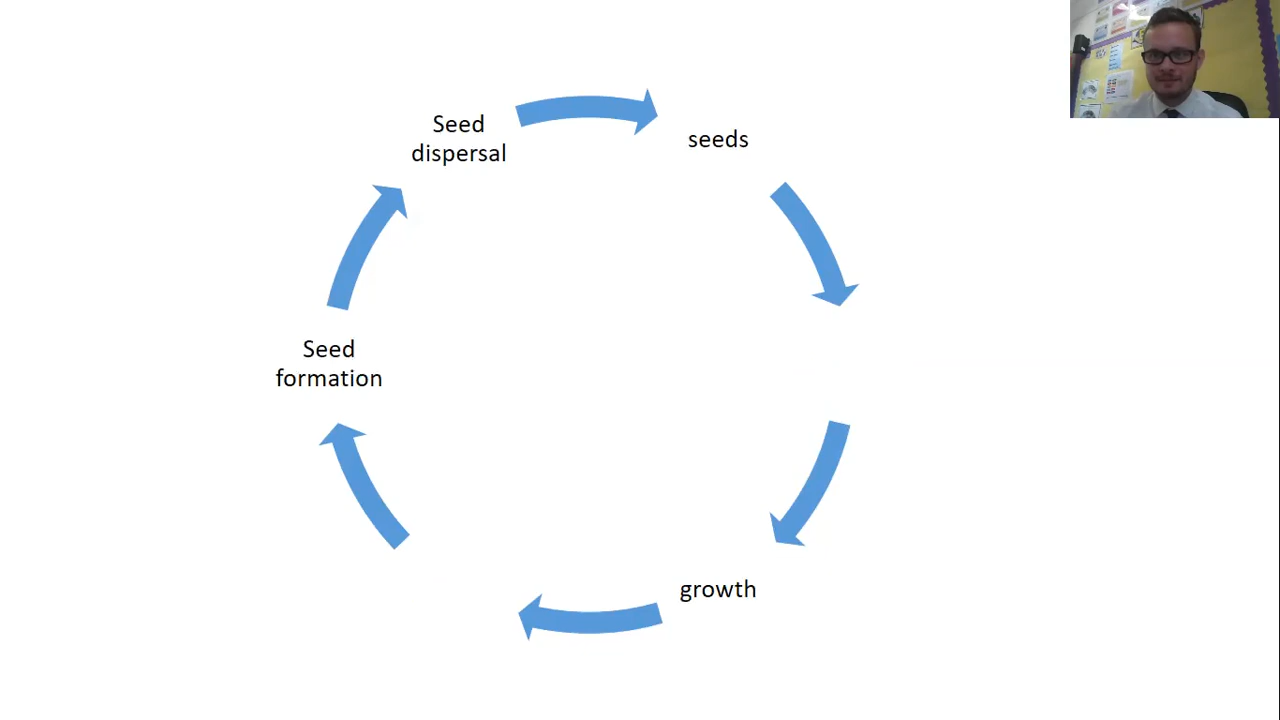 Seed
dispersal
seeds
Seed
formation
growth